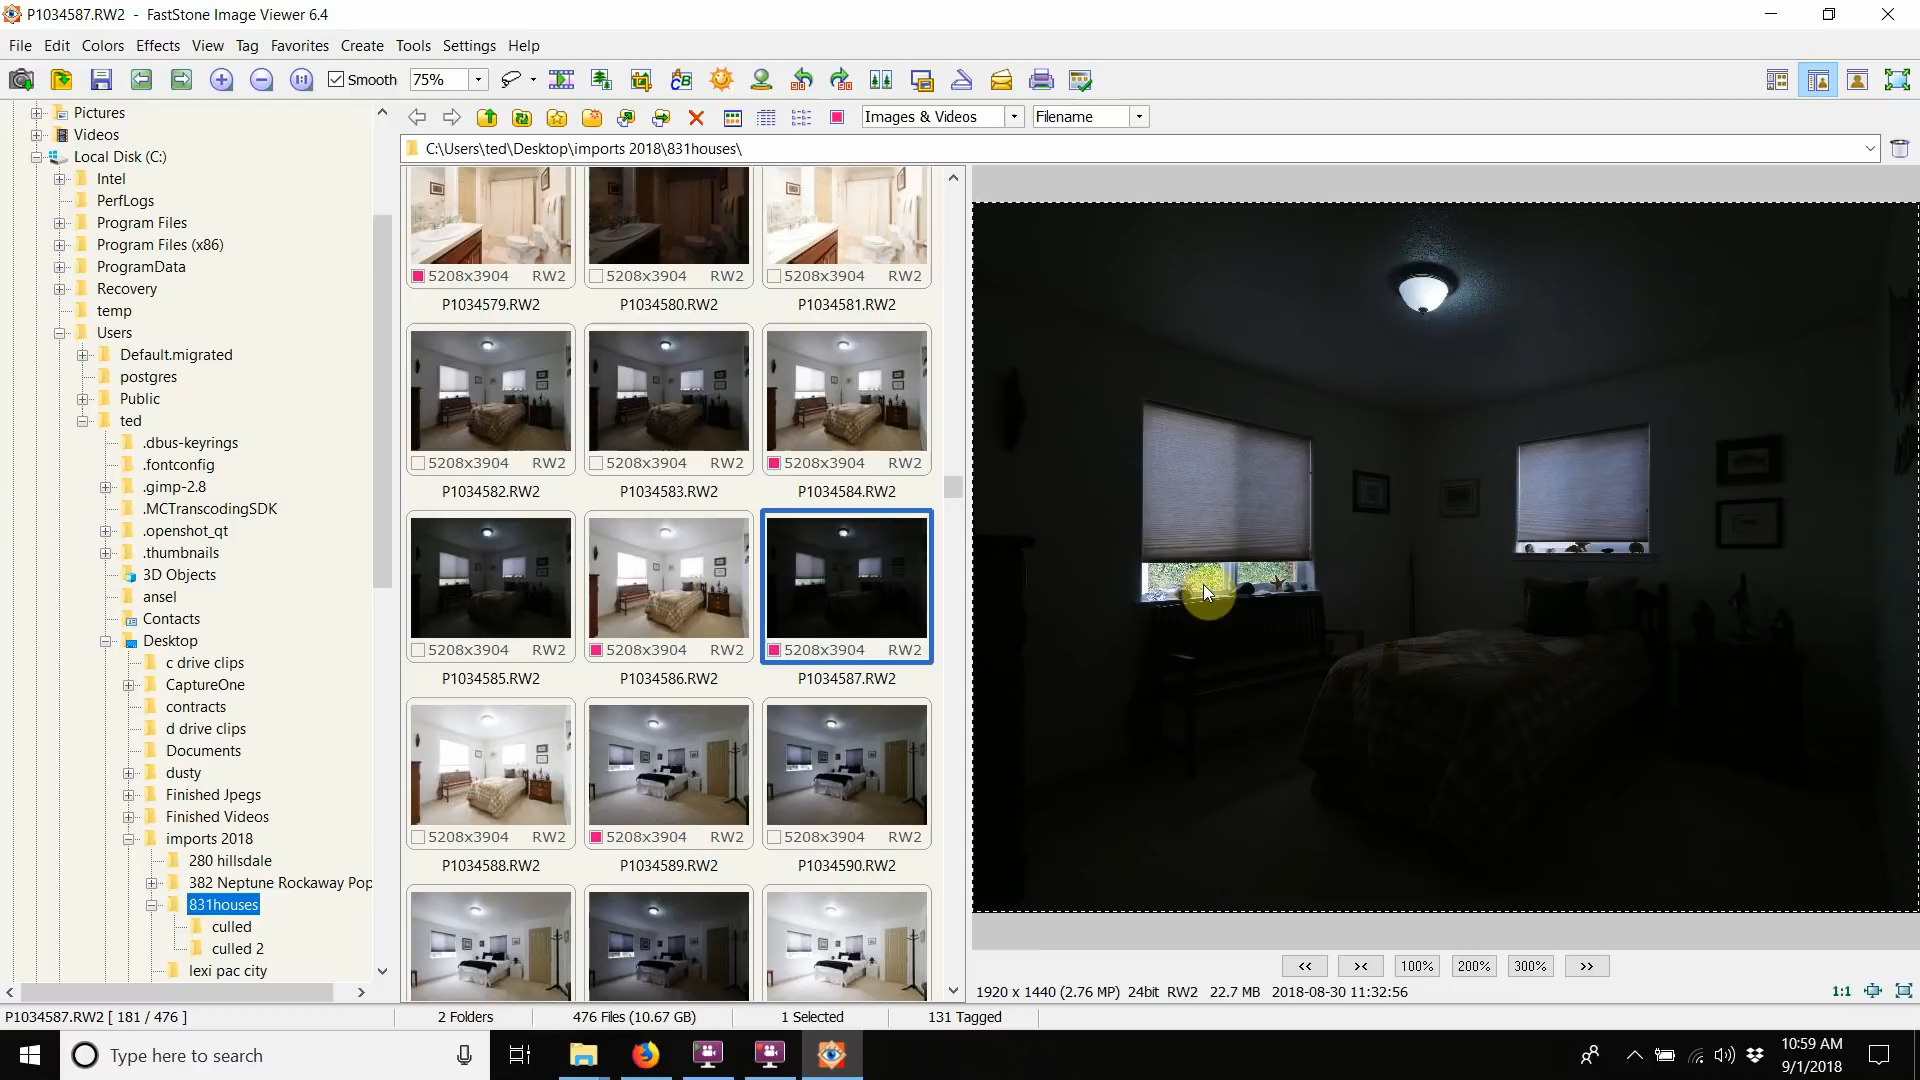 P1034587.RW2 - FastStone Image Viewer 6.4
File Edit Colors Effects View Tag Favorites Create Tools Settings Help
Smooth 75%
Images & Videos Filename
C:\Users\ted\Desktop\imports 2018\831houses\
Pictures
Videos
Local Disk (C:)
Intel
PerfLogs
Program Files
Program Files (x86)
ProgramData
Recovery
temp
Users
Default.migrated
postgres
Public
ted
.dbus-keyrings
.fontconfig
.gimp-2.8
.MCTranscodingSDK
.openshot_qt
.thumbnails
3D Objects
ansel
Contacts
Desktop
c drive clips
CaptureOne
contracts
d drive clips
Documents
dusty
Finished Jpegs
Finished Videos
imports 2018
280 hillsdale
382 Neptune Rockaway Pop
831houses
culled
culled 2
lexi pac city
5208x3904 RW2 5208x3904 RW2 5208x3904 RW2
P1034579.RW2 P1034580.RW2 P1034581.RW2
5208x3904 RW2 5208x3904 RW2 5208x3904 RW2
P1034582.RW2 P1034583.RW2 P1034584.RW2
5208x3904 RW2 5208x3904 RW2 5208x3904 RW2
P1034585.RW2 P1034586.RW2 P1034587.RW2
5208x3904 RW2 5208x3904 RW2 5208x3904 RW2
P1034588.RW2 P1034589.RW2 P1034590.RW2
<< >< 100% 200% 300% >>
1920 x 1440 (2.76 MP) 24bit RW2 22.7 MB 2018-08-30 11:32:56 1:1
P1034587.RW2 [ 181 / 476 ] 2 Folders 476 Files (10.67 GB) 1 Selected 131 Tagged
Type here to search
10:59 AM
9/1/2018